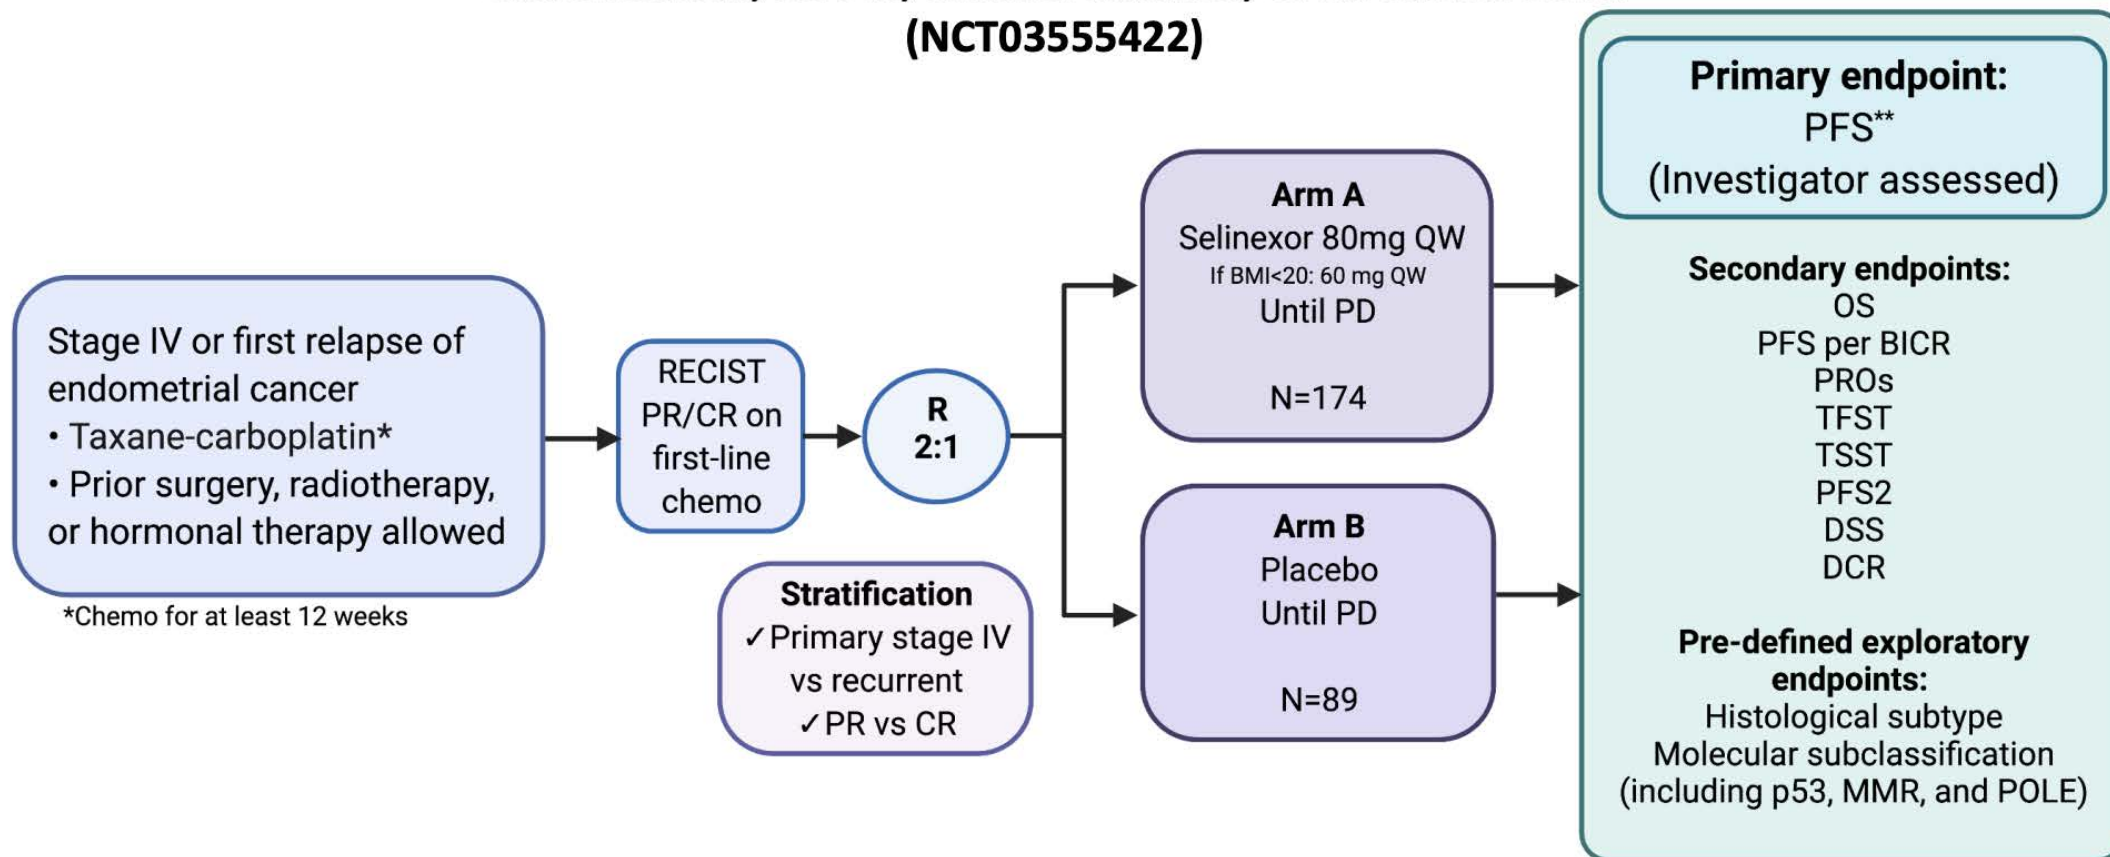 (NCT03555422)
Stage IV or first relapse of
endometrial cancer
• Taxane-carboplatin*
• Prior surgery, radiotherapy,
or hormonal therapy allowed
*Chemo for at least 12 weeks
RECIST
PR/CR on
first-line
chemo
R
2:1
Stratification
✓Primary stage IV
vs recurrent
✓PR vs CR
Arm A
Selinexor 80mg QW
If BMI<20: 60 mg QW
Until PD
N=174
Arm B
Placebo
Until PD
N=89
Primary endpoint:
PFS**
(Investigator assessed)
Secondary endpoints:
OS
PFS per BICR
PROs
TFST
TSST
PFS2
DSS
DCR
Pre-defined exploratory
endpoints:
Histological subtype
Molecular subclassification
(including p53, MMR, and POLE)